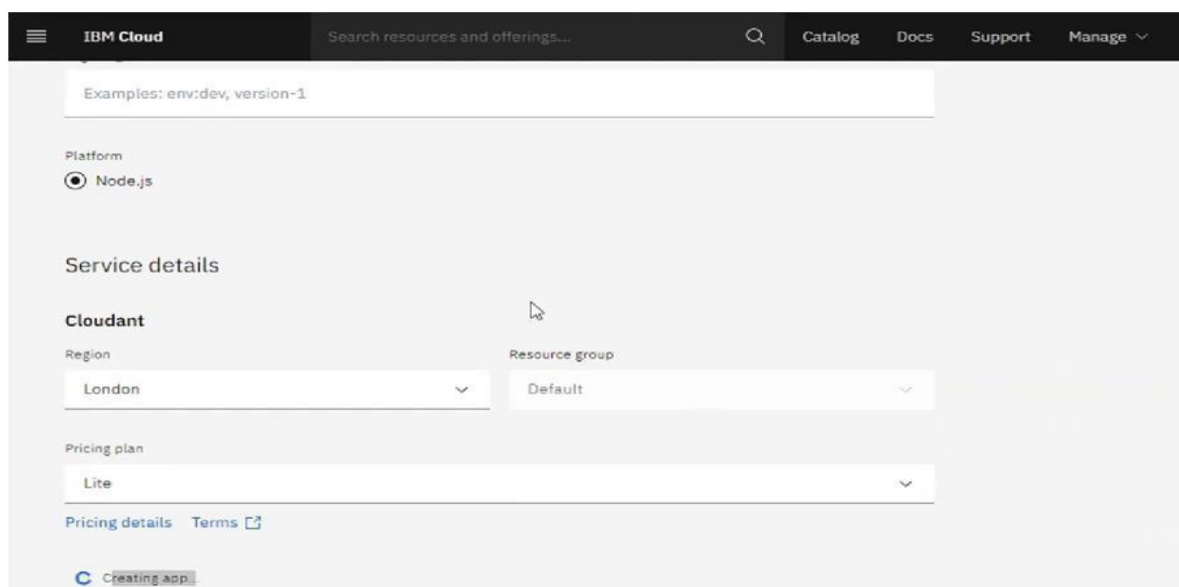 IBM Cloud Search resources and offerings... Catalog Docs Support Manage
Examples: env:dev, version-1
Platform
Node.js
Service details
Cloudant
Region Resource group
London Default
Pricing plan
Lite
Pricing details Terms
Creating app...